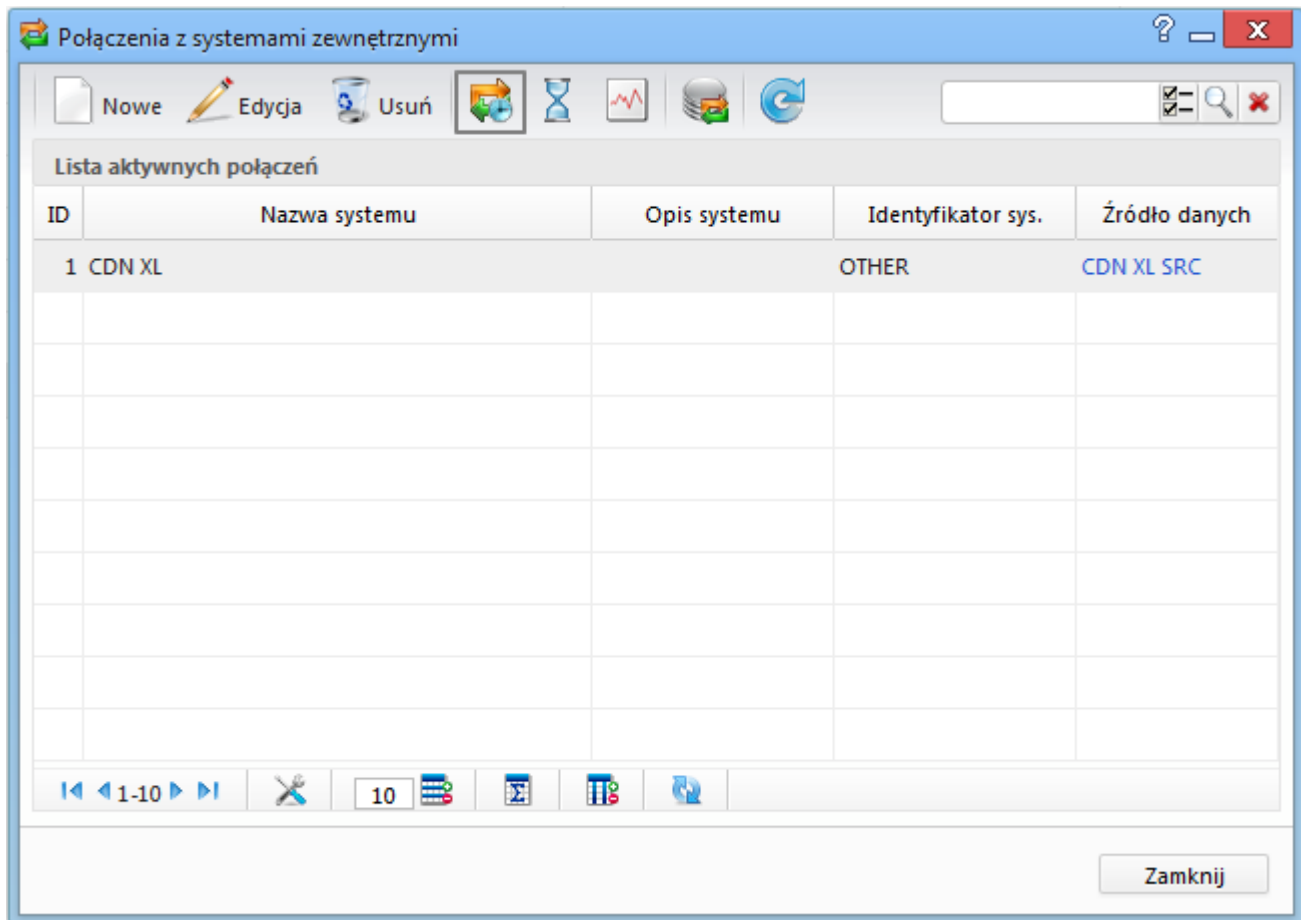 Połączenia z systemami zewnętrznymi
Nowe Edycja Usuń
Lista aktywnych połączeń
ID Nazwa systemu Opis systemu Identyfikator sys. Źródło danych
1 CDN XL OTHER CDN XL SRC
1-10 10
Zamknij